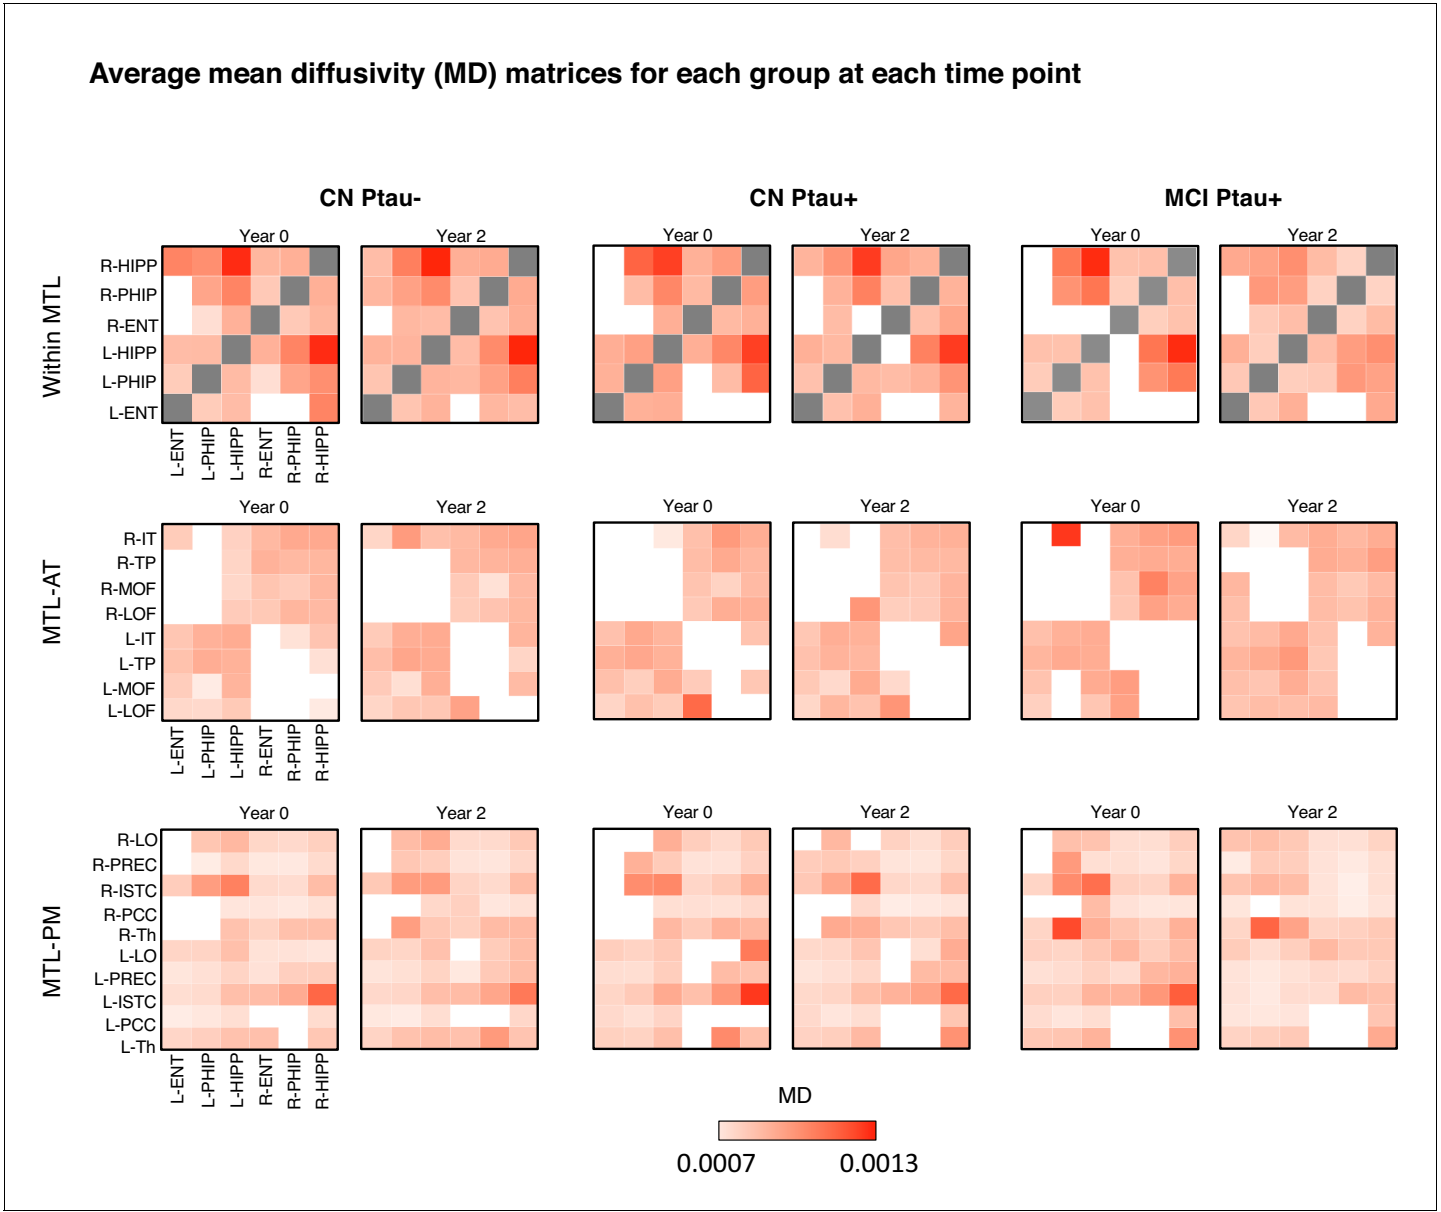 Average mean diffusivity (MD) matrices for each group at each time point
CN Ptau- CN Ptau+ MCI Ptau+
Year 0 Year 2 Year 0 Year 2 Year 0 Year 2
Within MTL
R-HIPP
R-PHIP
R-ENT
L-HIPP
L-PHIP
L-ENT
L-ENT L-PHIP L-HIPP R-ENT R-PHIP R-HIPP
Year 0 Year 2 Year 0 Year 2 Year 0 Year 2
MTL-AT
R-IT
R-TP
R-MOF
R-LOF
L-IT
L-TP
L-MOF
L-LOF
L-ENT L-PHIP L-HIPP R-ENT R-PHIP R-HIPP
Year 0 Year 2 Year 0 Year 2 Year 0 Year 2
MTL-PM
R-LO
R-PREC
R-ISTC
R-PCC
R-Th
L-LO
L-PREC
L-ISTC
L-PCC
L-Th
L-ENT L-PHIP L-HIPP R-ENT R-PHIP R-HIPP
MD
0.0007 0.0013